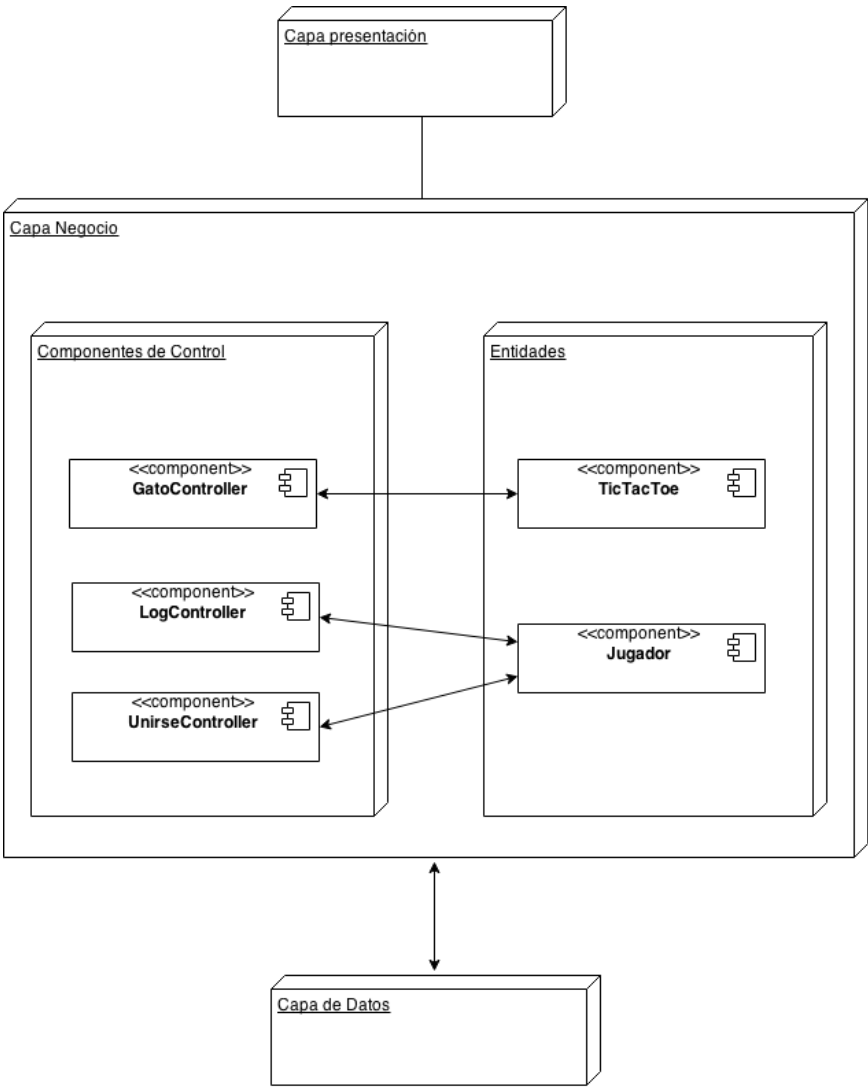 Capa presentación
Capa Negocio
Componentes de Control
<<component>>
GatoController
<<component>>
LogController
<<component>>
UnirseController
Entidades
<<component>>
TicTacToe
<<component>>
Jugador
Capa de Datos